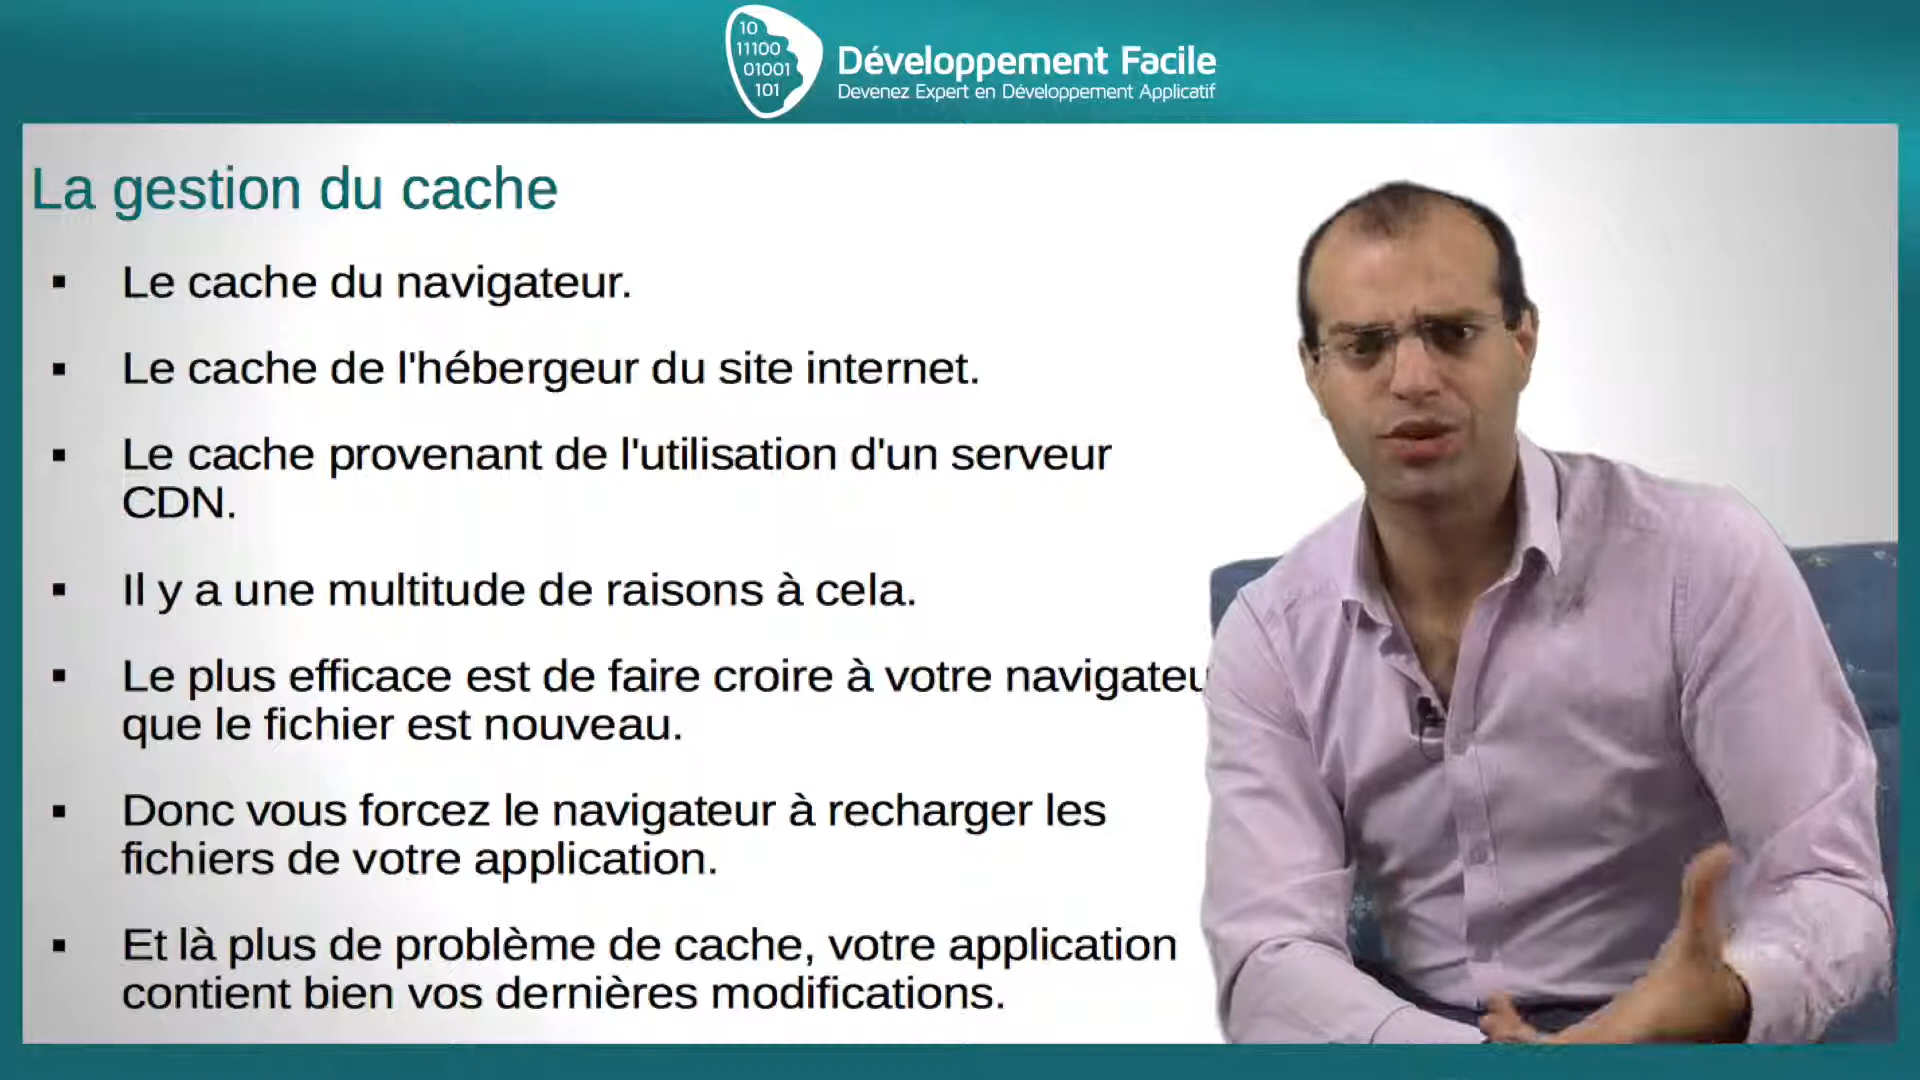 10
11100
01001
101
Développement Facile
Devenez Expert en Développement Applicatif
La gestion du cache
▪ Le cache du navigateur.
▪ Le cache de l'hébergeur du site internet.
▪ Le cache provenant de l'utilisation d'un serveur
CDN.
▪ Il y a une multitude de raisons à cela.
▪ Le plus efficace est de faire croire à votre navigateu
que le fichier est nouveau.
▪ Donc vous forcez le navigateur à recharger les
fichiers de votre application.
▪ Et là plus de problème de cache, votre application
contient bien vos dernières modifications.